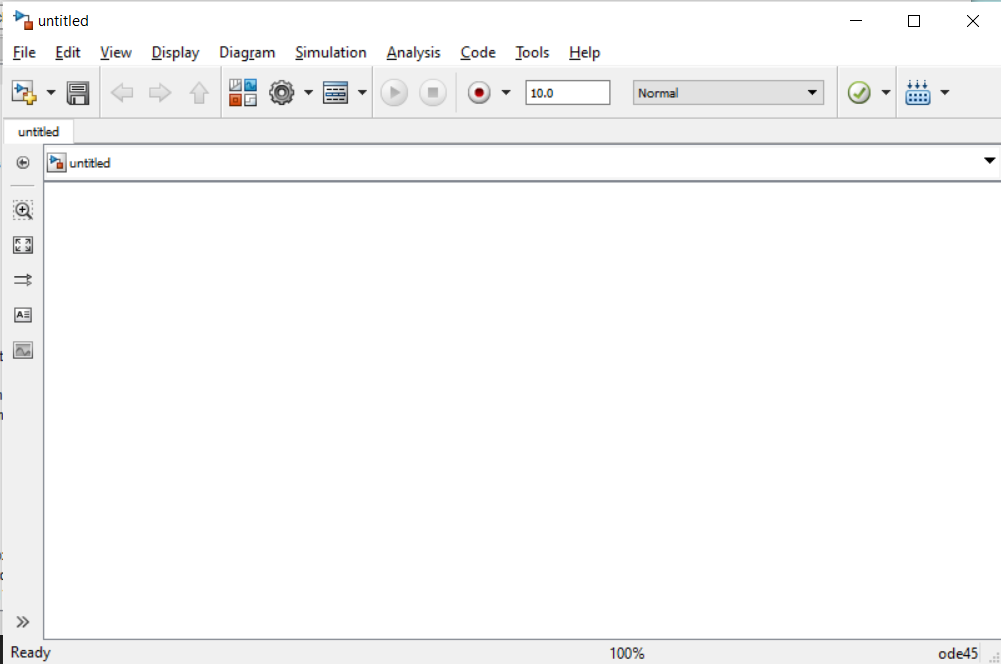 untitled
File Edit View Display Diagram Simulation Analysis Code Tools Help
10.0 Normal
untitled
untitled
Ready 100% ode45